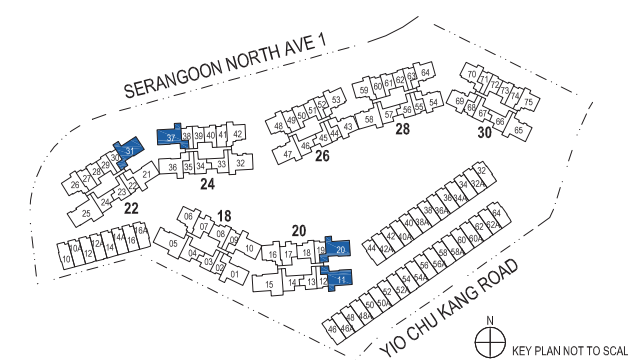 SERANGOON NORTH AVE 1
26 27 28 29 30 31
25 24 23 22 21
22
37 38 39 40 41 42
36 35 34 33 32
24
48 49 50 51 52 53
47 46 45 44 43
26
59 60 61 62 63 64
58 57 56 55 54
28
70 71 72 73 74 75
69 68 67 66 65
30
10 10A 12 12A 14 14A 16 16A
06 07 08 09 10
05 04 03 02 01
18
16 17 18 19 20
15 14 13 12 11
20
44 42A 42 40A 40 38A 38 36A 36 34A 34 32A 32
46 46A 48 48A 50 50A 52 52A 54 54A 56 56A 58 58A 60 60A 62 62A 64
YIO CHU KANG ROAD
N
KEY PLAN NOT TO SCAL